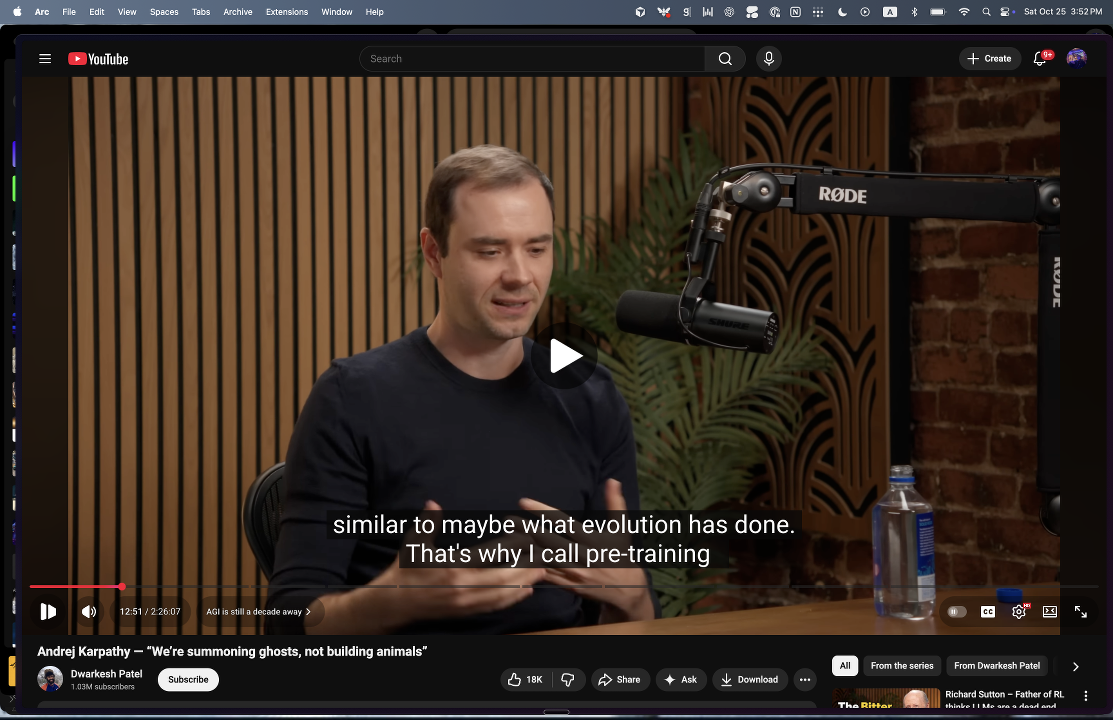 Arc File Edit View Spaces Tabs Archive Extensions Window Help
A
Sat Oct 25 3:52 PM
YouTube
Search
Create
9+
RØDE
RØDE
SHURE
similar to maybe what evolution has done.
That's why I call pre-training
12:51 / 2:26:07
AGI is still a decade away
CC
HD
Andrej Karpathy — “We’re summoning ghosts, not building animals”
Dwarkesh Patel
1.03M subscribers
Subscribe
18K
Share
Ask
Download
All
From the series
From Dwarkesh Patel
The Bitter
Richard Sutton – Father of RL
thinks LLMs are a dead end